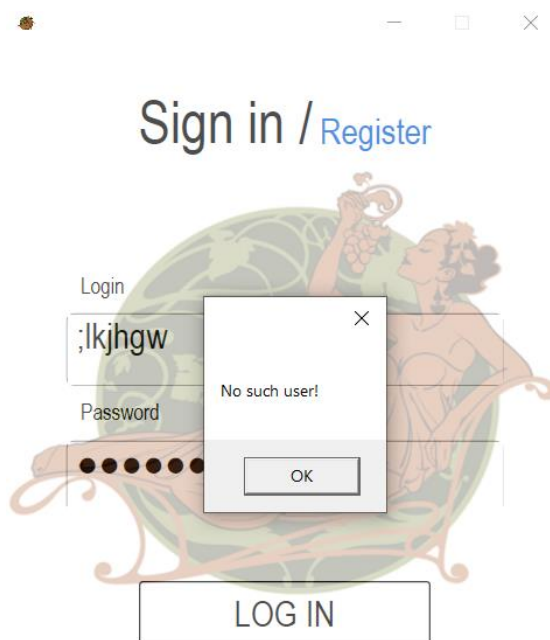 Sign in / Register
Login
;lkjhgw
Password
No such user!
OK
LOG IN